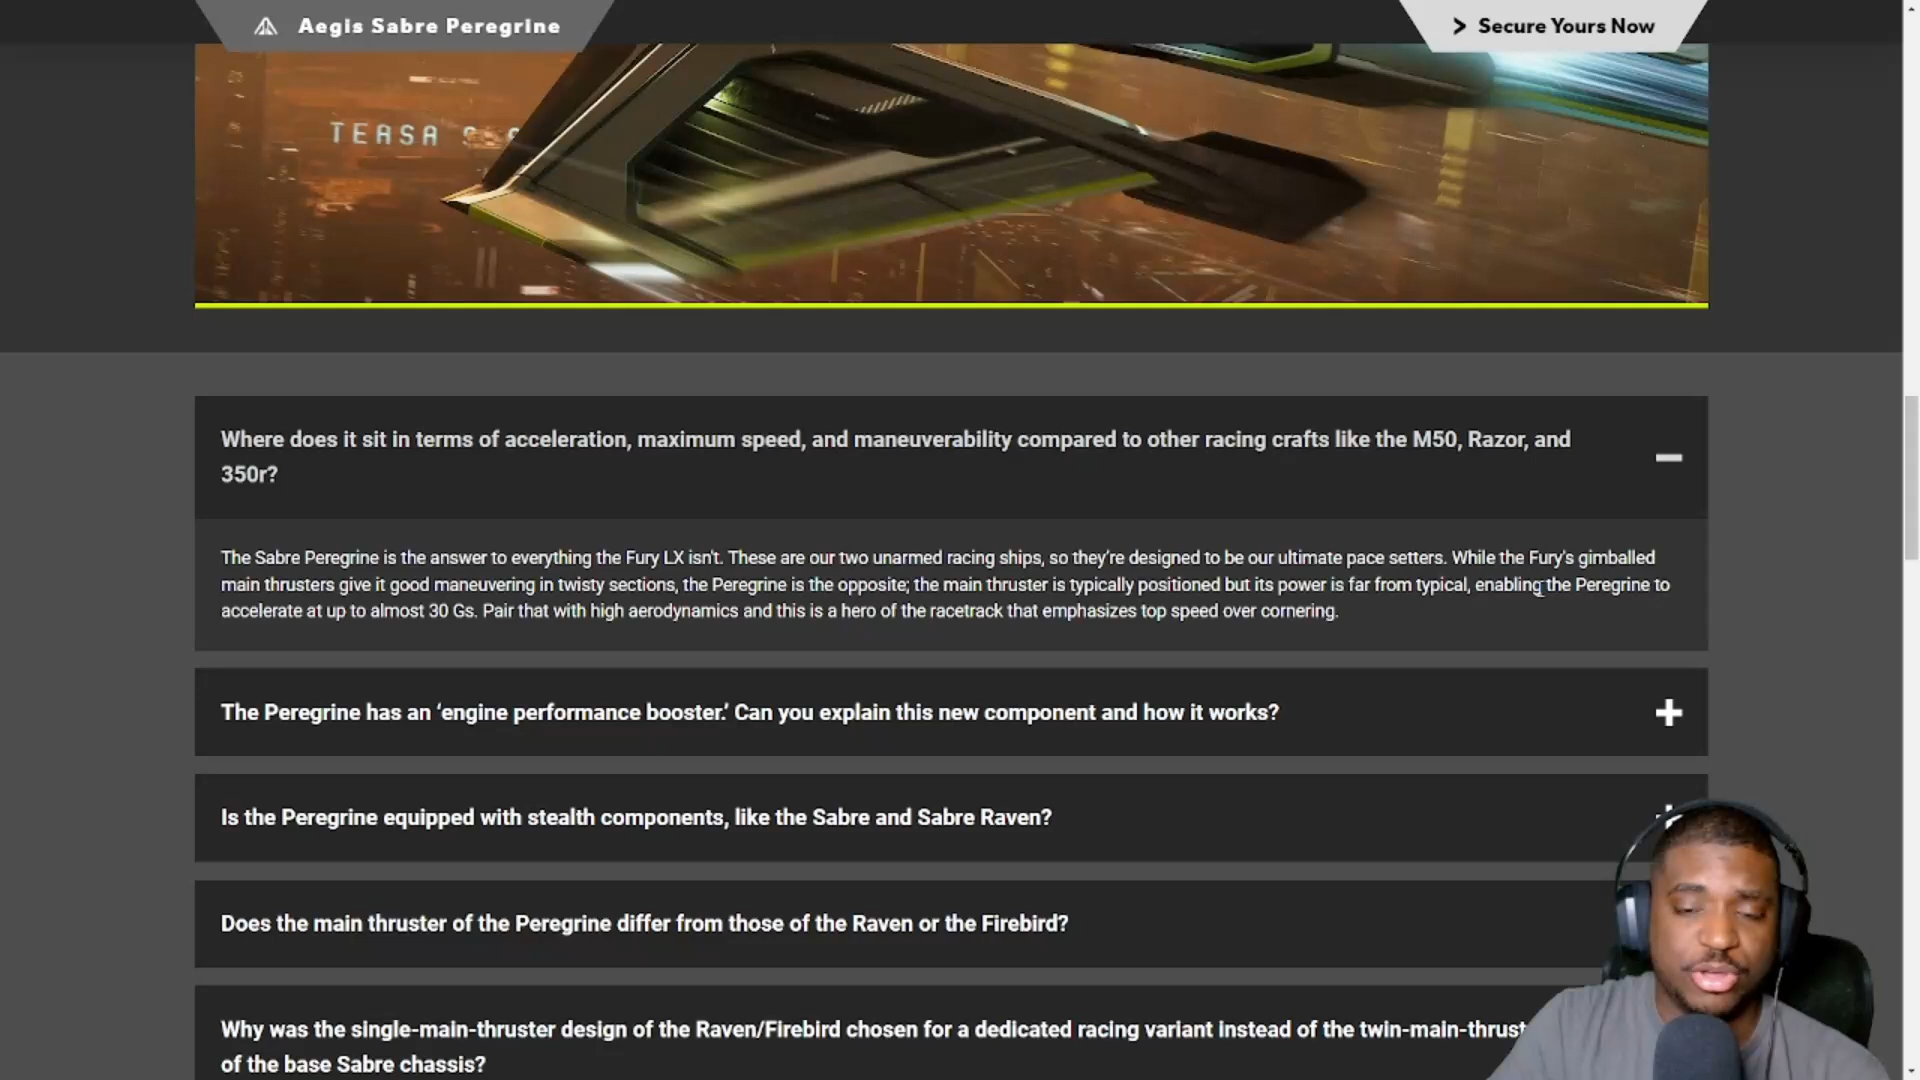 Aegis Sabre Peregrine
Secure Yours Now
TEASA
Where does it sit in terms of acceleration, maximum speed, and maneuverability compared to other racing crafts like the M50, Razor, and
350r?
The Sabre Peregrine is the answer to everything the Fury LX isn't. These are our two unarmed racing ships, so they're designed to be our ultimate pace setters. While the Fury's gimballed
main thrusters give it good maneuvering in twisty sections, the Peregrine is the opposite; the main thruster is typically positioned but its power is far from typical, enabling the Peregrine to
accelerate at up to almost 30 Gs. Pair that with high aerodynamics and this is a hero of the racetrack that emphasizes top speed over cornering.
The Peregrine has an ‘engine performance booster.’ Can you explain this new component and how it works?
Is the Peregrine equipped with stealth components, like the Sabre and Sabre Raven?
Does the main thruster of the Peregrine differ from those of the Raven or the Firebird?
Why was the single-main-thruster design of the Raven/Firebird chosen for a dedicated racing variant instead of the twin-main-thrust
of the base Sabre chassis?